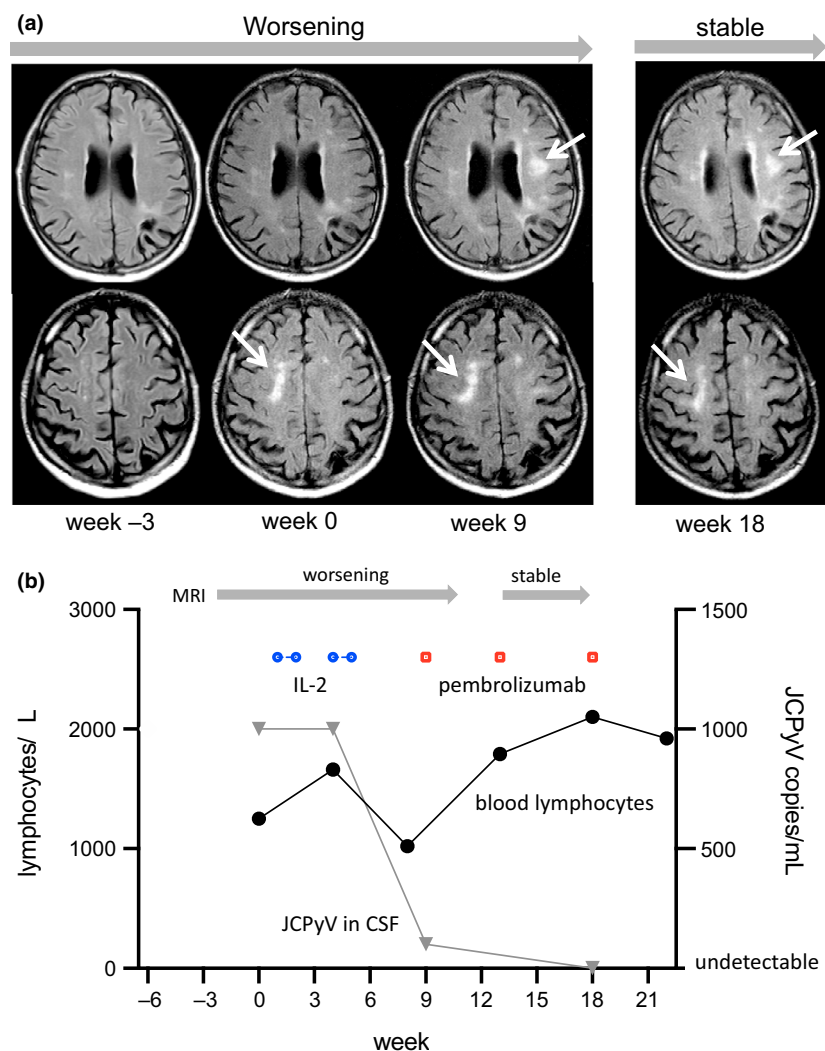 (a)
Worsening
stable
week –3
week 0
week 9
week 18
(b)
MRI
worsening
stable
3000
1500
IL-2
pembrolizumab
2000
1000
blood lymphocytes
1000
500
JCPyV in CSF
0
undetectable
–6
–3
0
3
6
9
12
15
18
21
week
lymphocytes/ L
JCPyV copies/mL